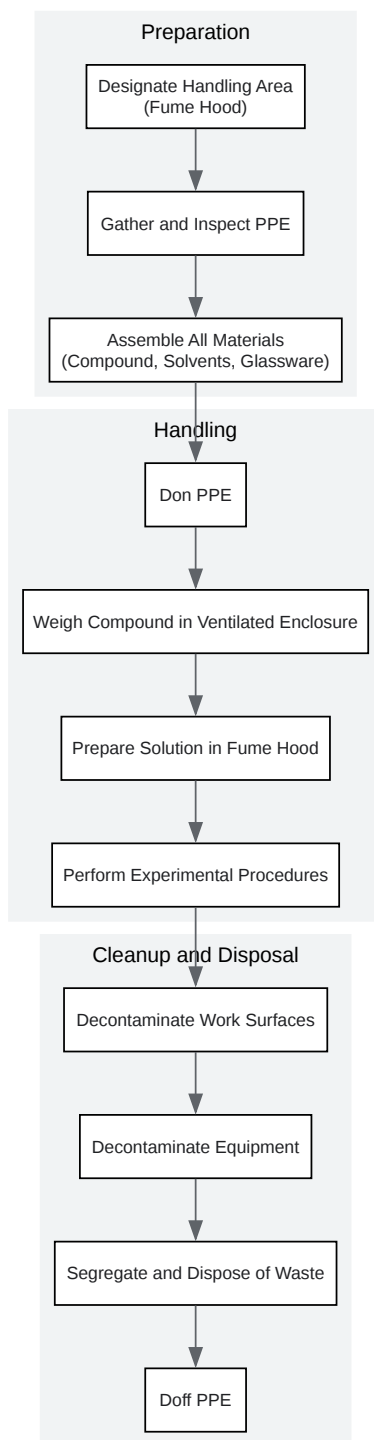 Preparation
Designate Handling Area
(Fume Hood)
Gather and Inspect PPE
Assemble All Materials
(Compound, Solvents, Glassware)
Handling
Don PPE
Weigh Compound in Ventilated Enclosure
Prepare Solution in Fume Hood
Perform Experimental Procedures
Cleanup and Disposal
Decontaminate Work Surfaces
Decontaminate Equipment
Segregate and Dispose of Waste
Doff PPE